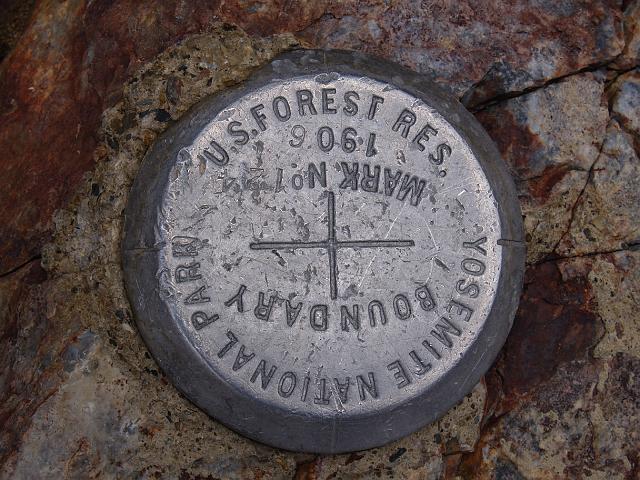 U.S. FOREST RES.
1906
MARK Nº 1
BOUNDARY
YOSEMITE NATIONAL PARK